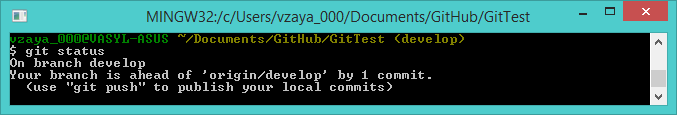 MINGW32:/c/Users/vzaya_000/Documents/GitHub/GitTest
vzaya_000@VASYL-ASUS ~/Documents/GitHub/GitTest (develop)
$ git status
On branch develop
Your branch is ahead of 'origin/develop' by 1 commit.
  (use "git push" to publish your local commits)